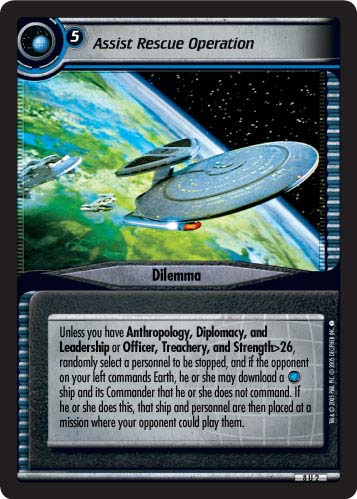 5
Assist Rescue Operation
Dilemma
Unless you have Anthropology, Diplomacy, and
Leadership or Officer, Treachery, and Strength>26,
randomly select a personnel to be stopped, and if the opponent
on your left commands Earth, he or she may download a
ship and its Commander that he or she does not command. If
he or she does this, that ship and personnel are then placed at a
mission where your opponent could play them.
8 U 2